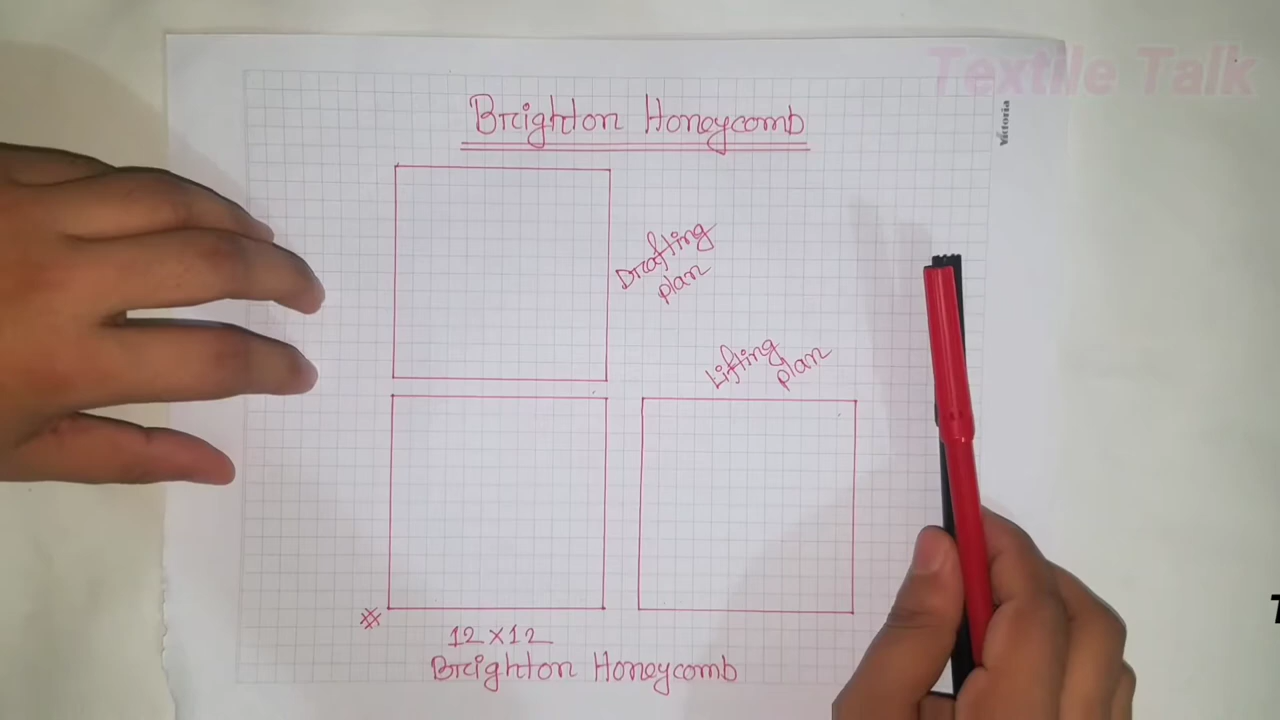 Textile Talk
Victoria
Brighton Honeycomb
Drafting
plan
Lifting
plan
#
12 x 12
Brighton Honeycomb